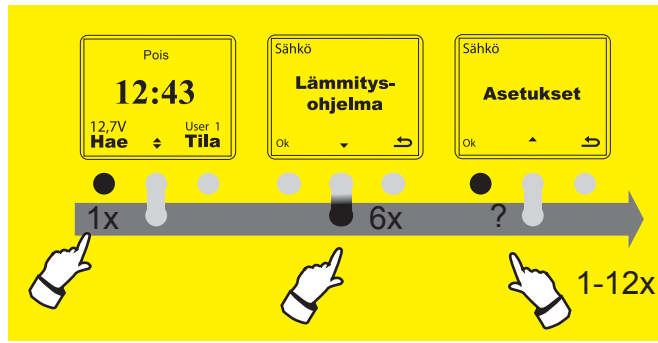 Pois
12:43
12,7V
User 1
Hae
Tila
Sähkö
Lämmitys-
ohjelma
Ok
Sähkö
Asetukset
Ok
1x
6x
?
1-12x